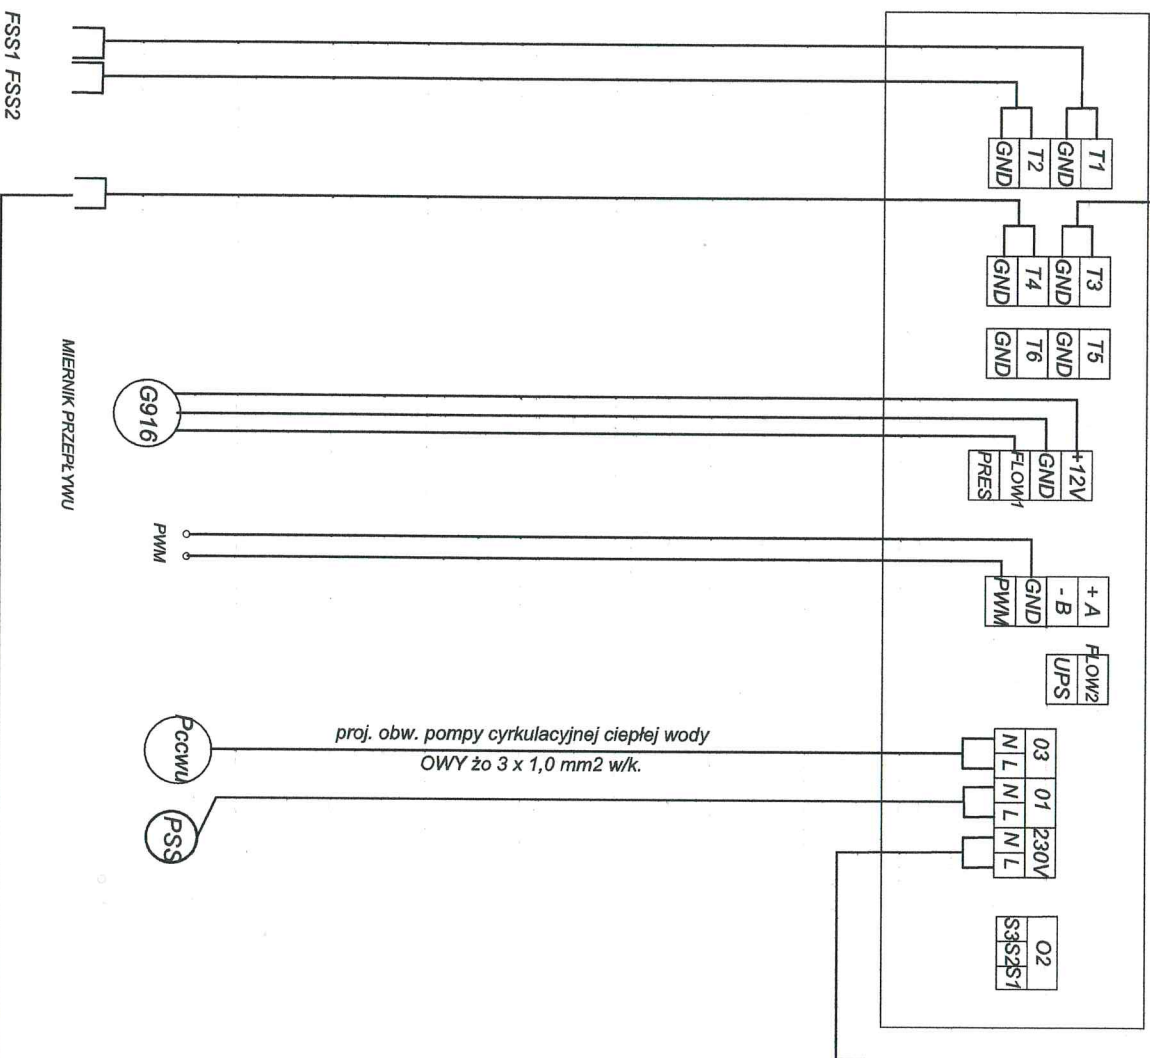 FSS1 FSS2
T1
GND
T2
GND
T3
GND
T4
GND
T5
GND
T6
GND
MIERNIK PRZEPŁYWU
G916
+12V
GND
FLOW1
PRES
PWM
+ A
- B
GND
PWM
FLOW2
UPS
Pccwu
proj. obw. pompy cyrkulacyjnej ciepłej wody
OWY żo 3 x 1,0 mm2 w/k.
PSS
03
N L
01
N L
230V
N L
O2
S3 S2 S1